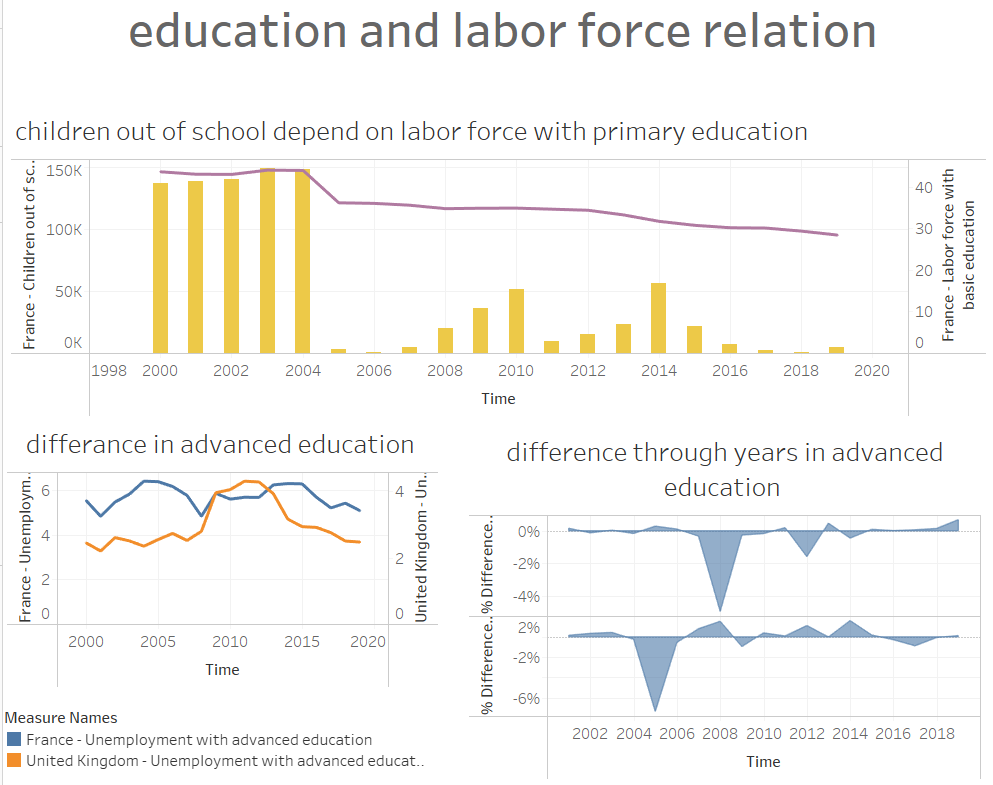 education and labor force relation
children out of school depend on labor force with primary education
France - Children out of sc..
150K
100K
50K
0K
40
30
20
10
0
France - Labor force with
basic education
1998 2000 2002 2004 2006 2008 2010 2012 2014 2016 2018 2020
Time
differance in advanced education
France - Unemploym..
6
4
2
0
4
2
0
United Kingdom - Un..
2000 2005 2010 2015 2020
Time
Measure Names
France - Unemployment with advanced education
United Kingdom - Unemployment with advanced educat..
difference through years in advanced
education
% Difference..
0%
-2%
-4%
% Difference..
2%
-2%
-6%
2002 2004 2006 2008 2010 2012 2014 2016 2018
Time